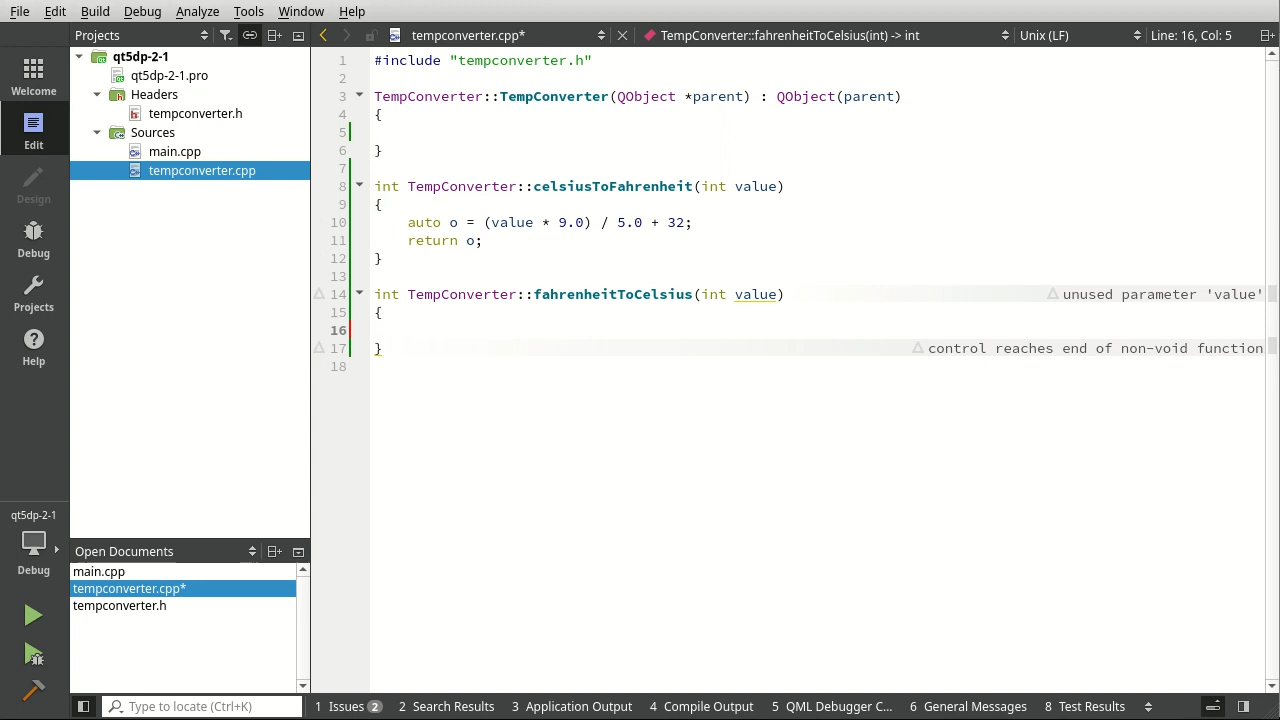 File Edit Build Debug Analyze Tools Window Help
Projects tempconverter.cpp* TempConverter::fahrenheitToCelsius(int) -> int Unix (LF) Line: 16, Col: 5
Welcome
Edit
Design
Debug
Projects
Help
qt5dp-2-1
Debug
qt5dp-2-1
qt5dp-2-1.pro
Headers
tempconverter.h
Sources
main.cpp
tempconverter.cpp
Open Documents
main.cpp
tempconverter.cpp*
tempconverter.h
1 #include "tempconverter.h"
2
3 TempConverter::TempConverter(QObject *parent) : QObject(parent)
4 {
5
6 }
7
8 int TempConverter::celsiusToFahrenheit(int value)
9 {
10 auto o = (value * 9.0) / 5.0 + 32;
11 return o;
12 }
13
14 int TempConverter::fahrenheitToCelsius(int value) unused parameter 'value'
15 {
16
17 } control reaches end of non-void function
18
Type to locate (Ctrl+K) 1 Issues 2 2 Search Results 3 Application Output 4 Compile Output 5 QML Debugger C... 6 General Messages 8 Test Results